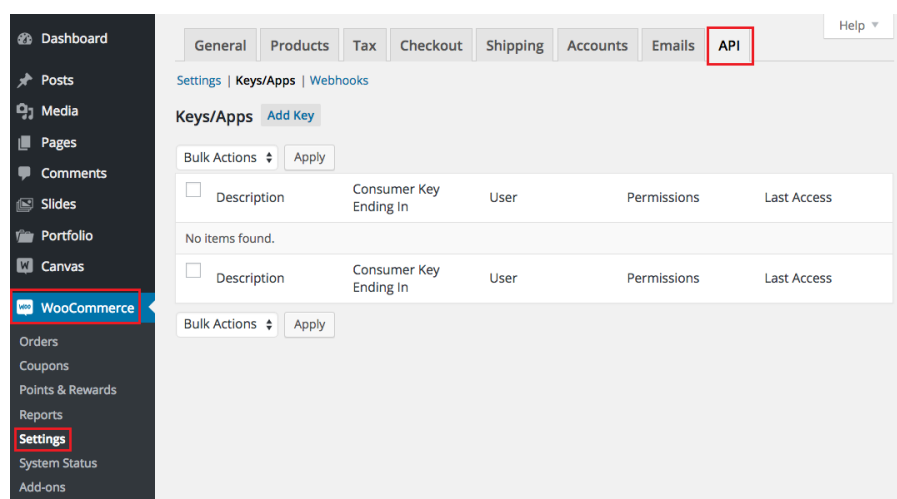 Help
Dashboard
General Products Tax Checkout Shipping Accounts Emails API
Posts
Settings | Keys/Apps | Webhooks
Media
Keys/Apps Add Key
Pages
Bulk Actions Apply
Comments
Description Consumer Key Ending In User Permissions Last Access
Slides
Portfolio
No items found.
Canvas
Description Consumer Key Ending In User Permissions Last Access
WooCommerce
Bulk Actions Apply
Orders
Coupons
Points & Rewards
Reports
Settings
System Status
Add-ons